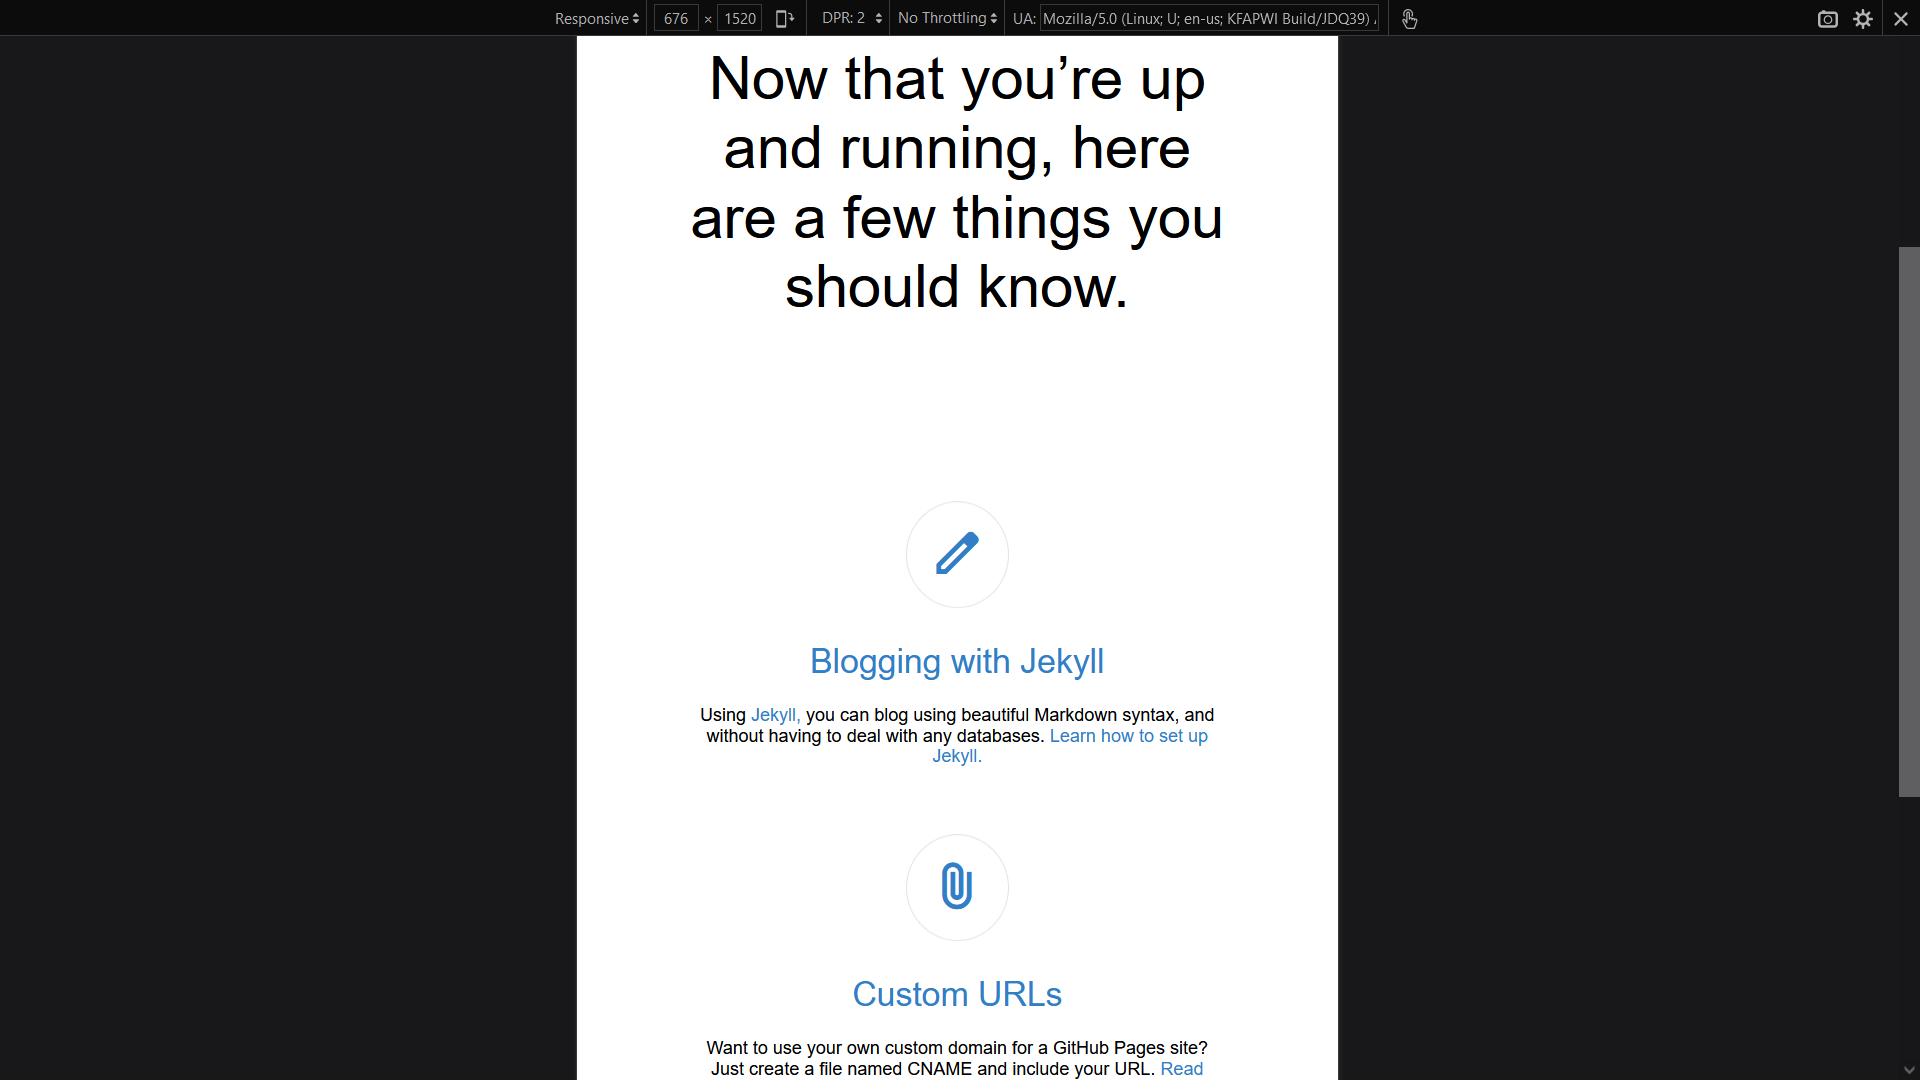 Responsive 676 × 1520 DPR: 2 No Throttling UA: Mozilla/5.0 (Linux; U; en-us; KFAPWI Build/JDQ39)
Now that you’re up
and running, here
are a few things you
should know.
Blogging with Jekyll
Using Jekyll, you can blog using beautiful Markdown syntax, and
without having to deal with any databases. Learn how to set up
Jekyll.
Custom URLs
Want to use your own custom domain for a GitHub Pages site?
Just create a file named CNAME and include your URL. Read